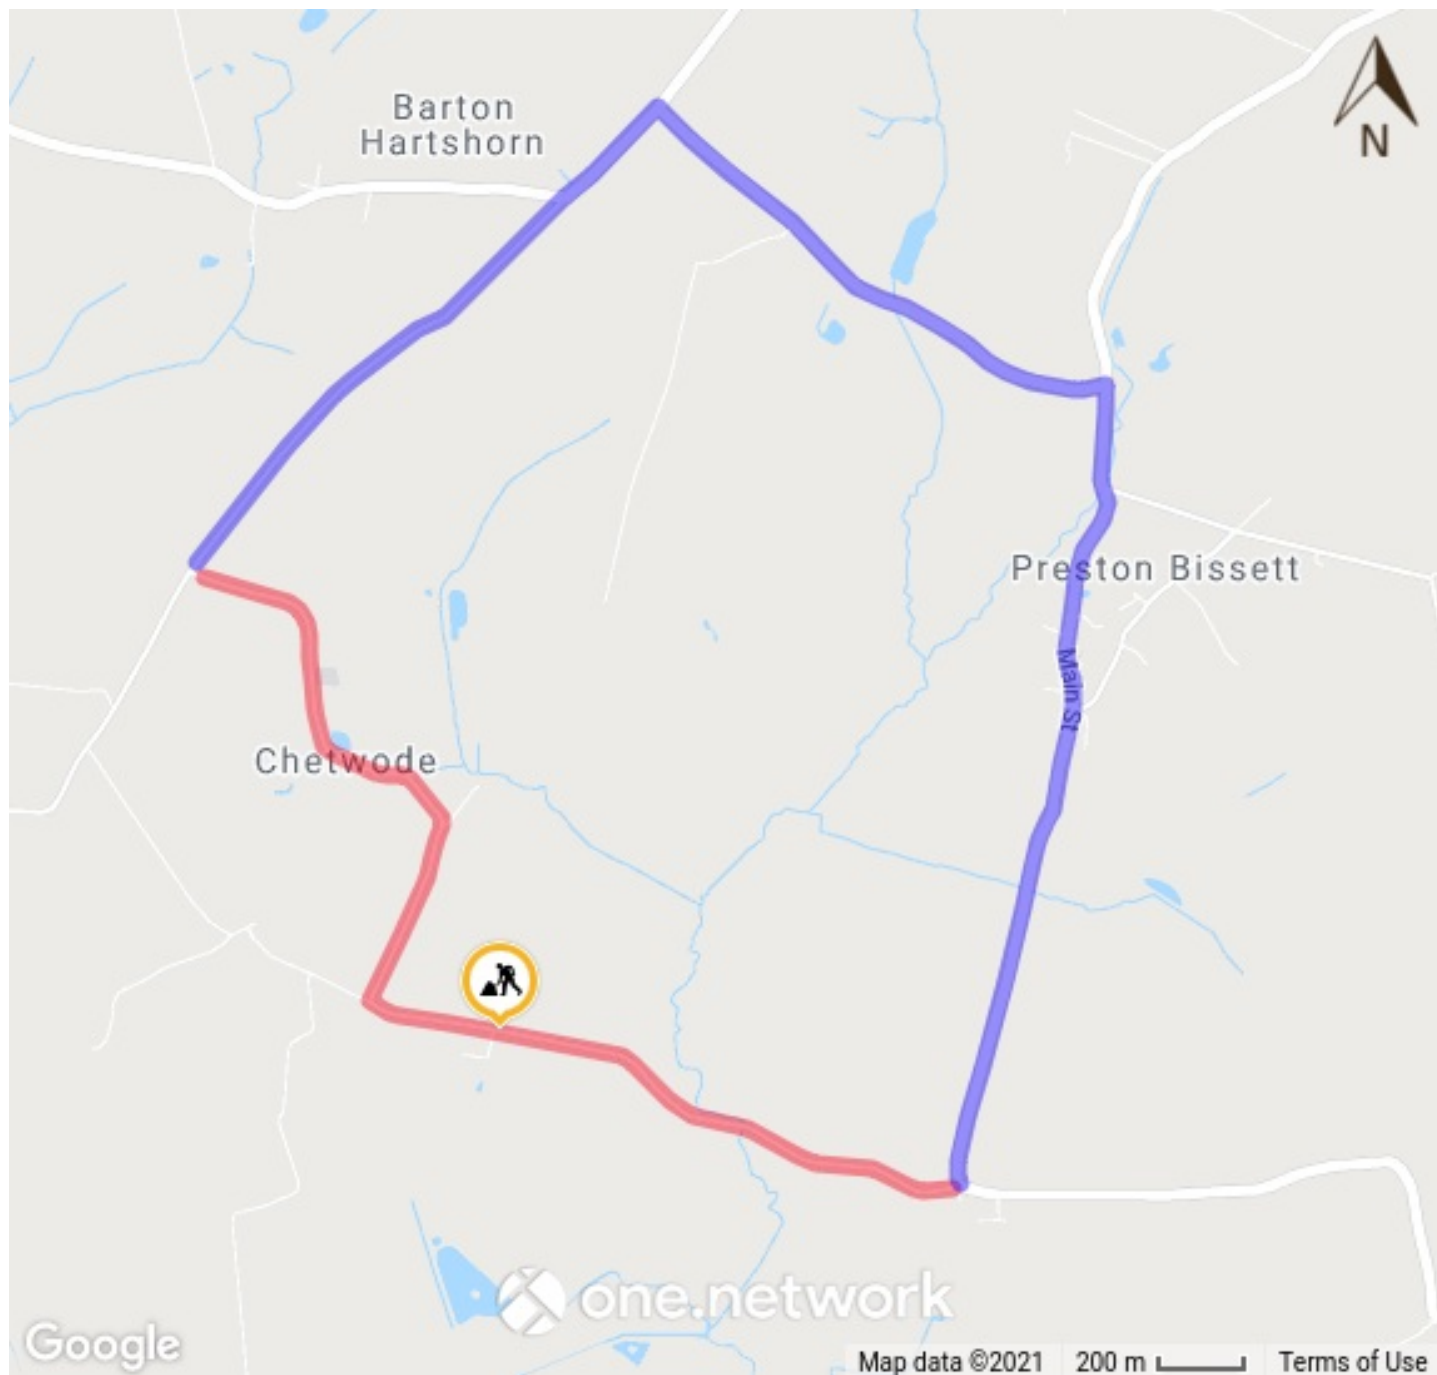 Barton
Hartshorn
N
Preston Bissett
Main St
Chetwode
one.network
Google
Map data ©2021
200 m
Terms of Use